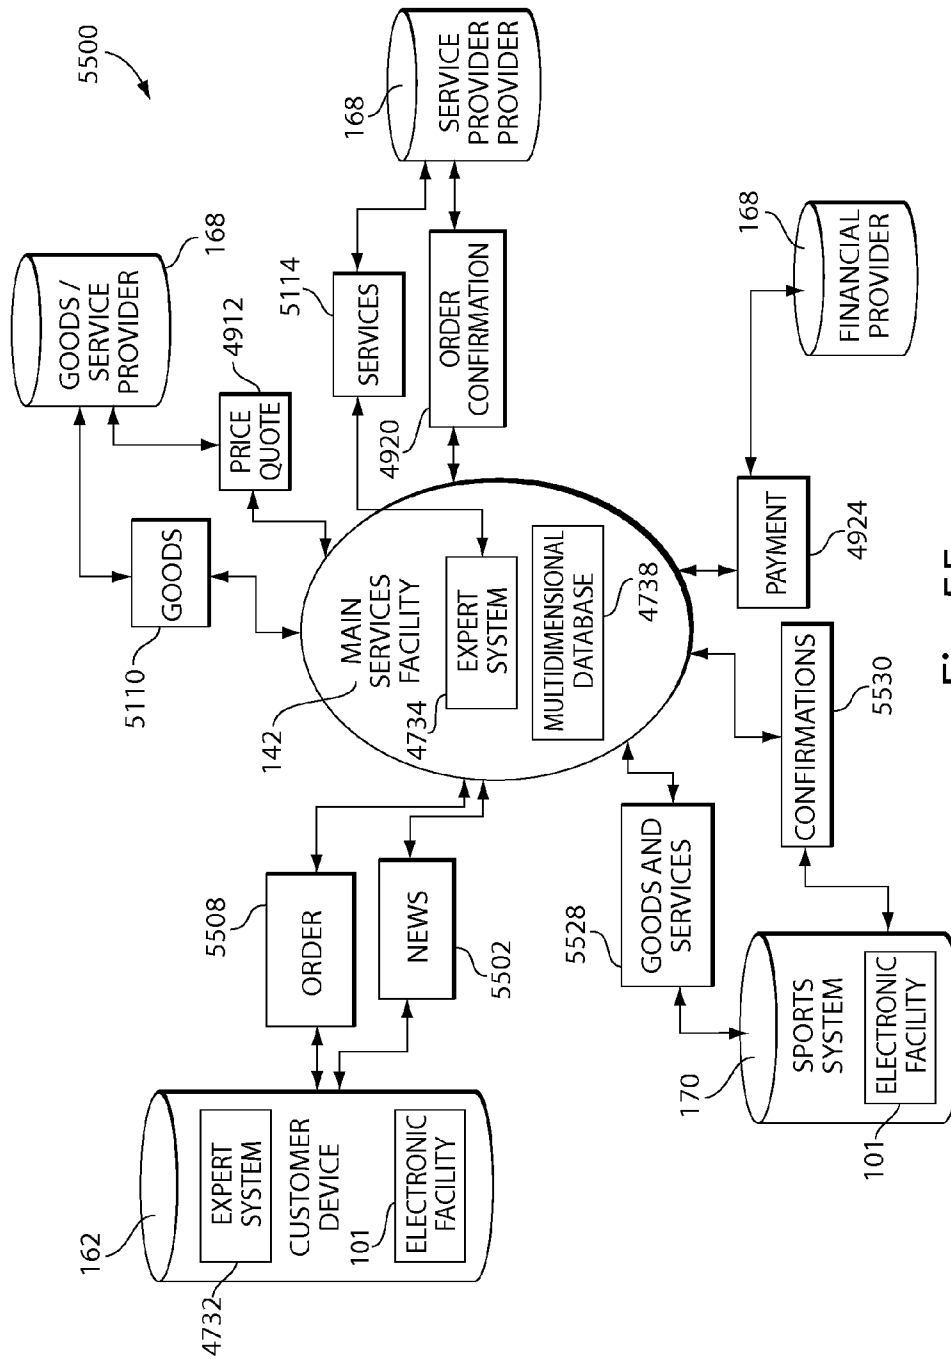 5500
GOODS /
SERVICE
PROVIDER
168
SERVICE
PROVIDER
PROVIDER
168
GOODS
5110
PRICE
QUOTE
4912
SERVICES
5114
ORDER
CONFIRMATION
4920
162
EXPERT
SYSTEM
4732
CUSTOMER
DEVICE
ELECTRONIC
FACILITY
101
ORDER
5508
NEWS
5502
MAIN
SERVICES
FACILITY
142
EXPERT
SYSTEM
4734
MULTIDIMENSIONAL
DATABASE
4738
GOODS AND
SERVICES
5528
CONFIRMATIONS
5530
PAYMENT
4924
FINANCIAL
PROVIDER
168
170
SPORTS
SYSTEM
ELECTRONIC
FACILITY
101